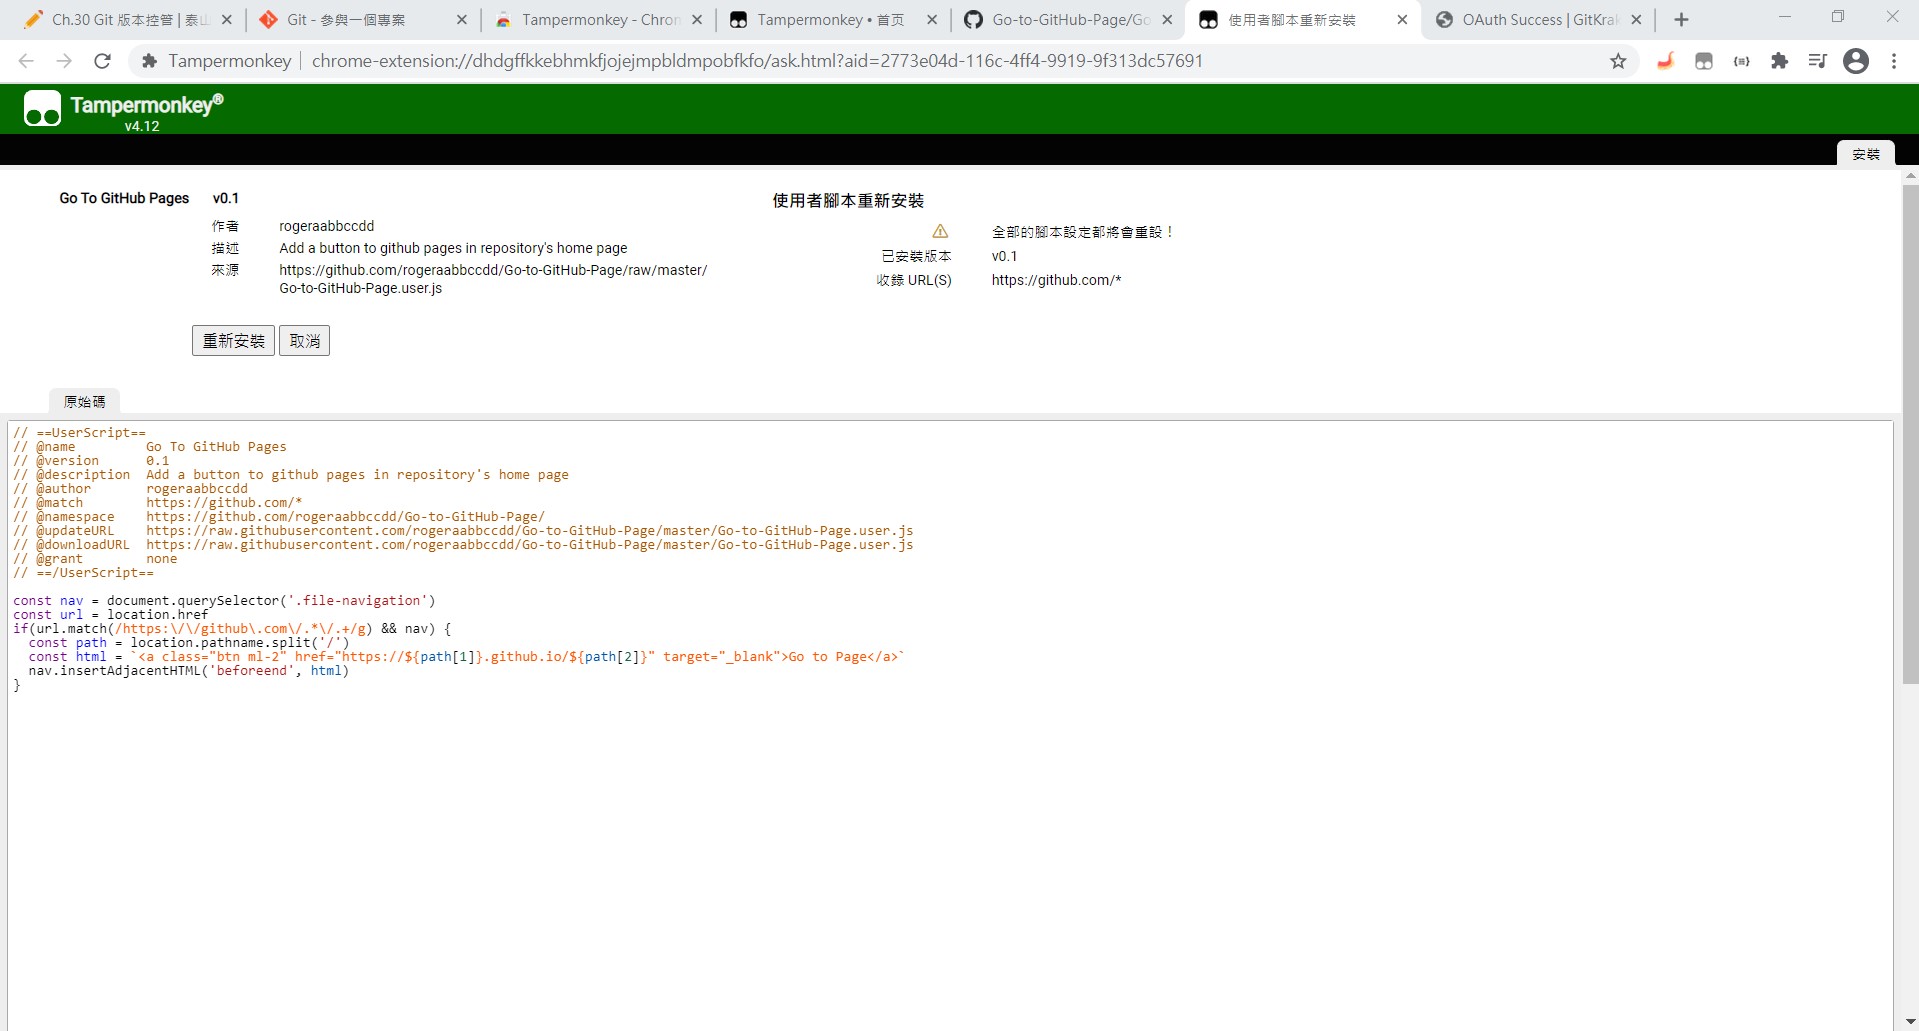 Ch.30 Git 版本控管 | 泰山
Git - 參與一個專案
Tampermonkey - Chrom
Tampermonkey • 首页
Go-to-GitHub-Page/Go
使用者腳本重新安裝
OAuth Success | GitKrak
Tampermonkey | chrome-extension://dhdgffkkebhmkfjojejmpbldmpobfkfo/ask.html?aid=2773e04d-116c-4ff4-9919-9f313dc57691
Tampermonkey®
v4.12
安裝
Go To GitHub Pages v0.1
作者 rogeraabbccdd
描述 Add a button to github pages in repository's home page
來源 https://github.com/rogeraabbccdd/Go-to-GitHub-Page/raw/master/
Go-to-GitHub-Page.user.js
使用者腳本重新安裝
全部的腳本設定都將會重設！
已安裝版本 v0.1
收錄 URL(S) https://github.com/*
重新安裝 取消
原始碼
// ==UserScript==
// @name         Go To GitHub Pages
// @version      0.1
// @description  Add a button to github pages in repository's home page
// @author       rogeraabbccdd
// @match        https://github.com/*
// @namespace    https://github.com/rogeraabbccdd/Go-to-GitHub-Page/
// @updateURL    https://raw.githubusercontent.com/rogeraabbccdd/Go-to-GitHub-Page/master/Go-to-GitHub-Page.user.js
// @downloadURL  https://raw.githubusercontent.com/rogeraabbccdd/Go-to-GitHub-Page/master/Go-to-GitHub-Page.user.js
// @grant        none
// ==/UserScript==
const nav = document.querySelector('.file-navigation')
const url = location.href
if(url.match(/https:\/\/github\.com\/.*\/.+/g) && nav) {
  const path = location.pathname.split('/')
  const html = `<a class="btn ml-2" href="https://${path[1]}.github.io/${path[2]}" target="_blank">Go to Page</a>`
  nav.insertAdjacentHTML('beforeend', html)
}